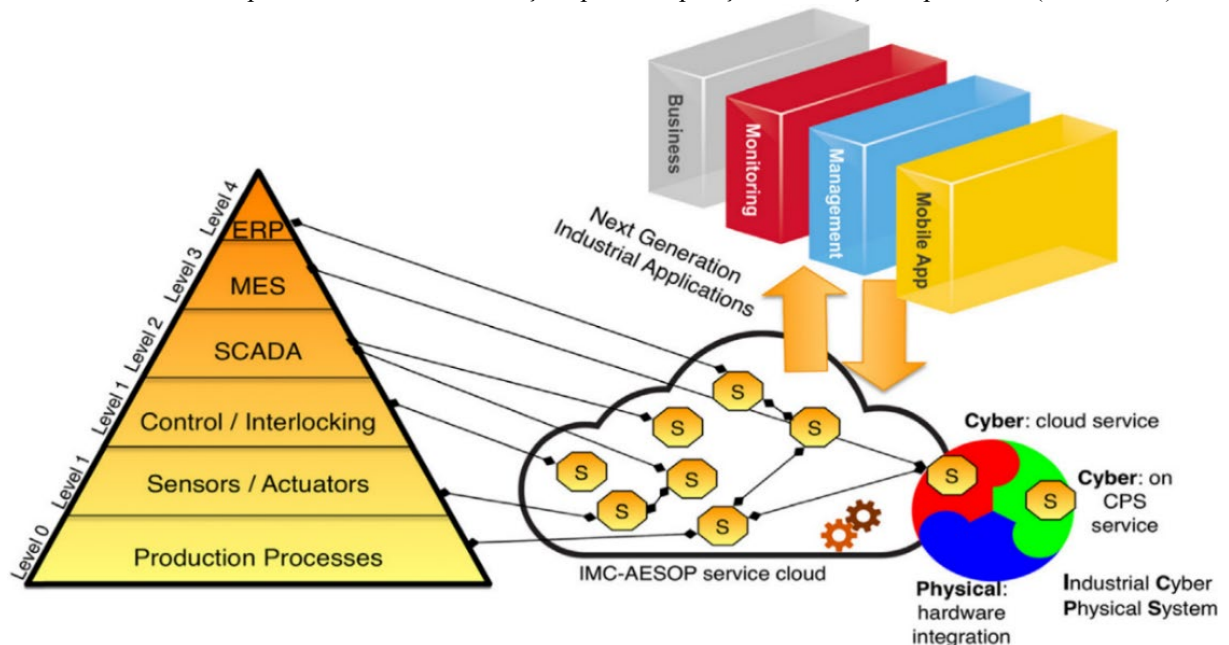 Business
Monitoring
Management
Mobile App
Next Generation
Industrial Applications
Level 4
Level 3
Level 2
Level 1
Level 1
Level 0
ERP
MES
SCADA
Control / Interlocking
Sensors / Actuators
Production Processes
S
S
S
S
S
S
S
S
S
IMC-AESOP service cloud
Cyber: cloud service
Cyber: on
CPS
service
Physical:
hardware
integration
Industrial Cyber
Physical System